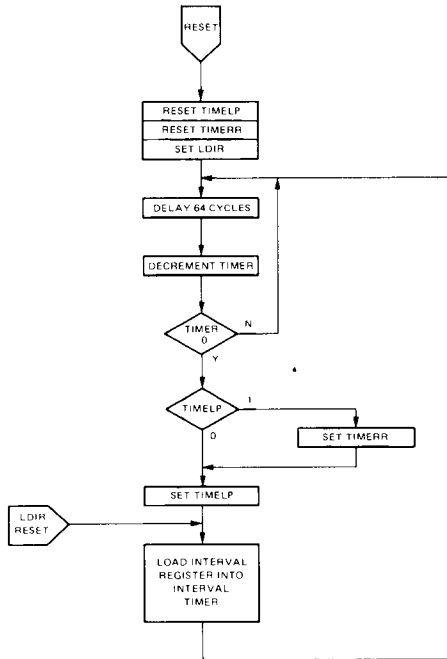 RESET
RESET TIMELP
RESET TIMERR
SET LDIR
DELAY 64 CYCLES
DECREMENT TIMER
TIMER
0
N
Y
TIMELP
1
0
SET TIMERR
SET TIMELP
LDIR
RESET
LOAD INTERVAL
REGISTER INTO
INTERVAL
TIMER